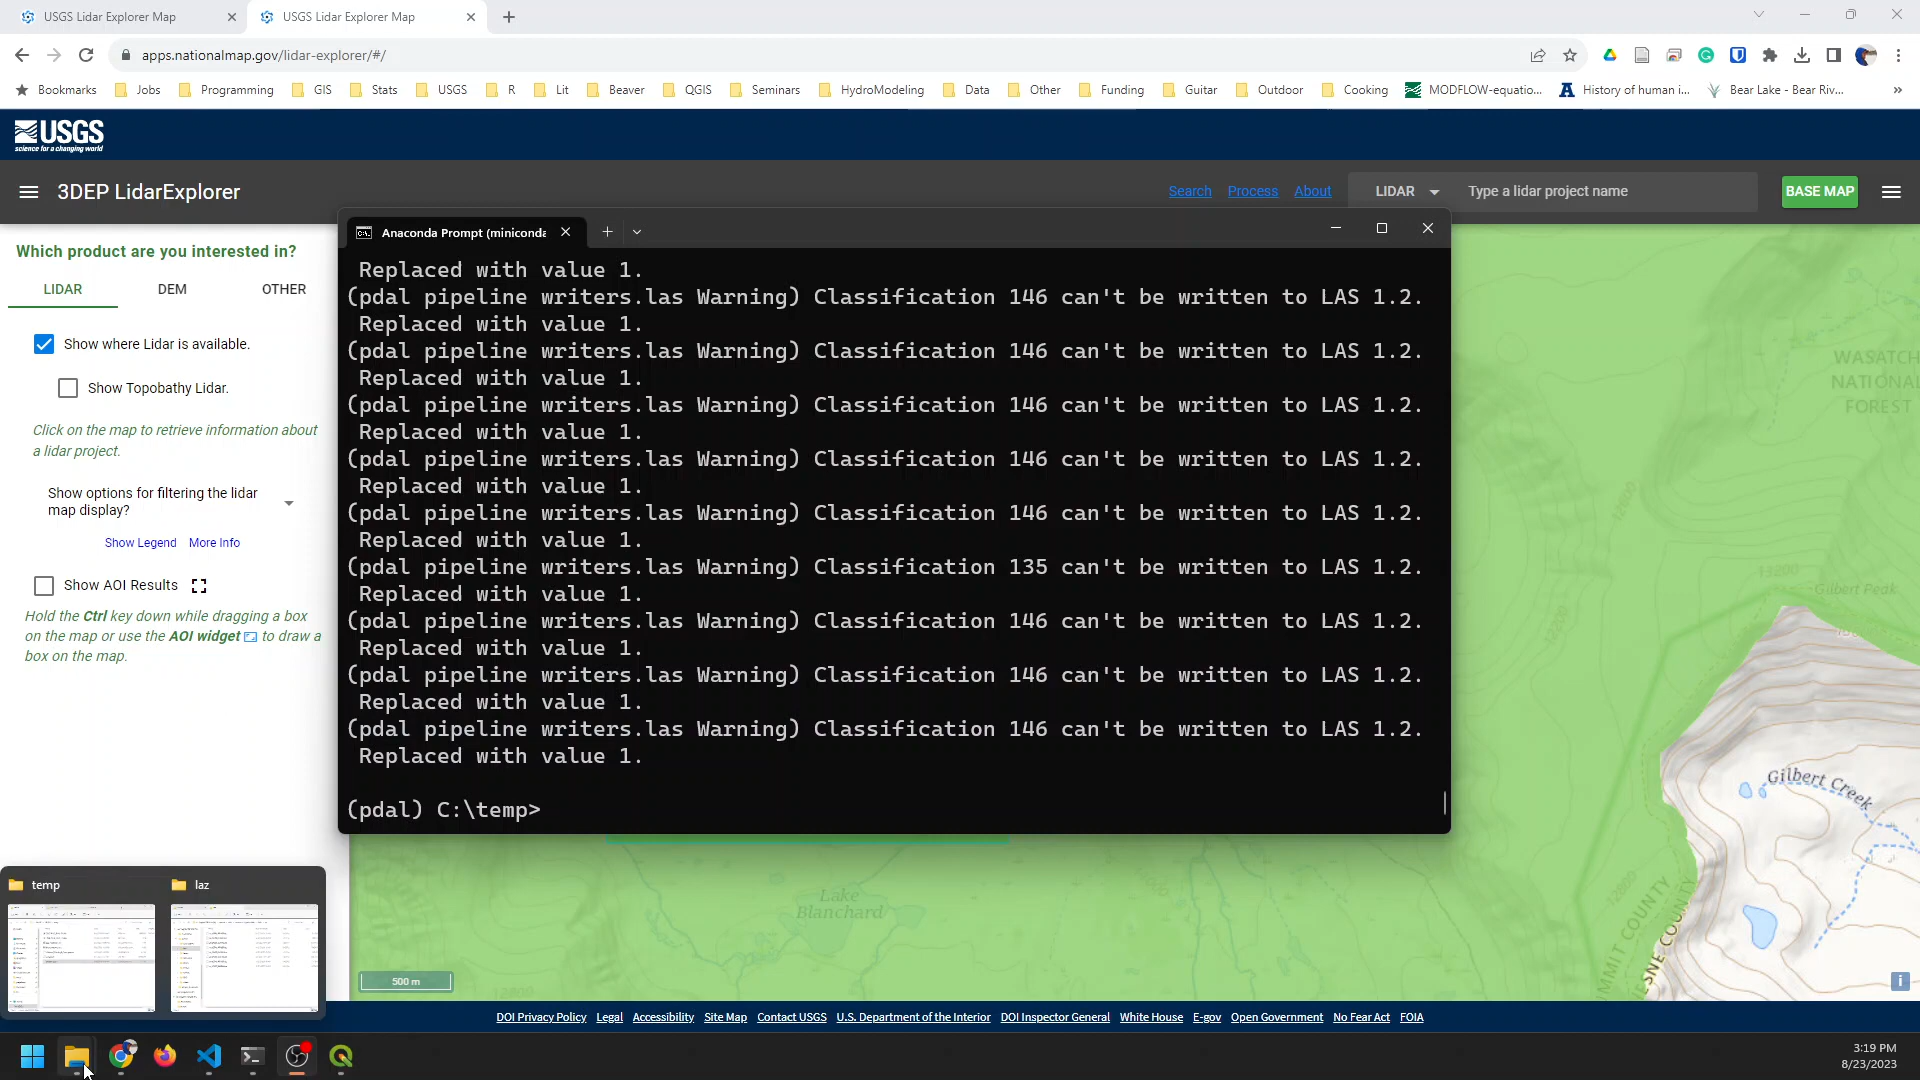 USGS Lidar Explorer Map
USGS Lidar Explorer Map
apps.nationalmap.gov/lidar-explorer/#/
Bookmarks
Jobs
Programming
GIS
Stats
USGS
R
Lit
Beaver
QGIS
Seminars
HydroModeling
Data
Other
Funding
Guitar
Outdoor
Cooking
MODFLOW-equatio...
History of human i...
Bear Lake - Bear Riv...
»
USGS
science for a changing world
3DEP LidarExplorer
Search
Process
About
LIDAR
Type a lidar project name
BASE MAP
Which product are you interested in?
LIDAR
DEM
OTHER
Show where Lidar is available.
Show Topobathy Lidar.
Click on the map to retrieve information about
a lidar project.
Show options for filtering the lidar
map display?
Show Legend
More Info
Show AOI Results
Hold the Ctrl key down while dragging a box
on the map or use the AOI widget to draw a
box on the map.
Anaconda Prompt (miniconda
Replaced with value 1.
(pdal pipeline writers.las Warning) Classification 146 can't be written to LAS 1.2.
Replaced with value 1.
(pdal pipeline writers.las Warning) Classification 146 can't be written to LAS 1.2.
Replaced with value 1.
(pdal pipeline writers.las Warning) Classification 146 can't be written to LAS 1.2.
Replaced with value 1.
(pdal pipeline writers.las Warning) Classification 146 can't be written to LAS 1.2.
Replaced with value 1.
(pdal pipeline writers.las Warning) Classification 146 can't be written to LAS 1.2.
Replaced with value 1.
(pdal pipeline writers.las Warning) Classification 135 can't be written to LAS 1.2.
Replaced with value 1.
(pdal pipeline writers.las Warning) Classification 146 can't be written to LAS 1.2.
Replaced with value 1.
(pdal pipeline writers.las Warning) Classification 146 can't be written to LAS 1.2.
Replaced with value 1.
(pdal pipeline writers.las Warning) Classification 146 can't be written to LAS 1.2.
Replaced with value 1.
(pdal) C:\temp>
WASATCH
NATIONAL
FOREST
12600
12200
13200
Gilbert Peak
Gilbert Creek
12800
SUMMIT COUNTY
Lake
Blanchard
500 m
temp
laz
DOI Privacy Policy
Legal
Accessibility
Site Map
Contact USGS
U.S. Department of the Interior
DOI Inspector General
White House
E-gov
Open Government
No Fear Act
FOIA
3:19 PM
8/23/2023